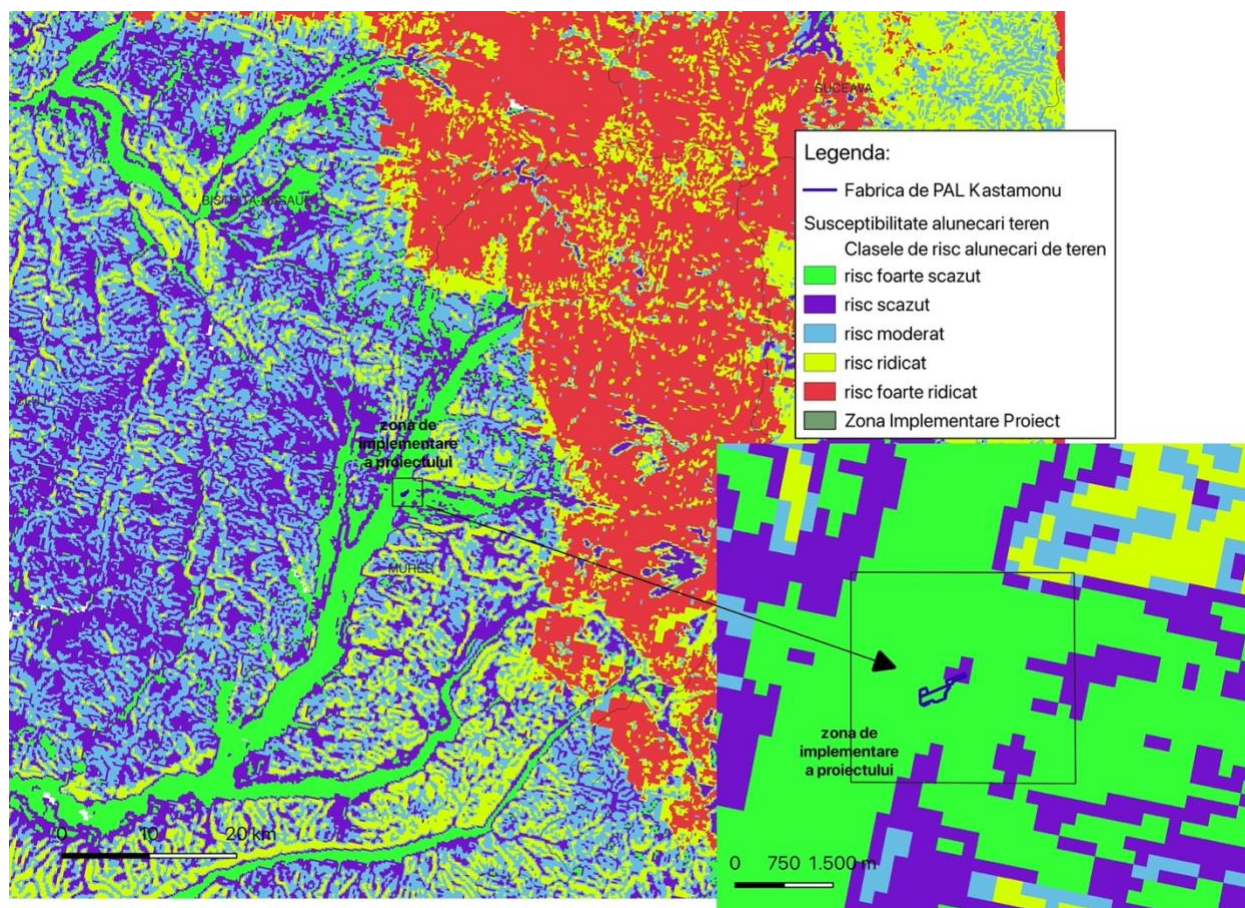 SUCEAVA
Legenda:
Fabrica de PAL Kastamonu
Susceptibilitate alunecari teren
Clasele de risc alunecari de teren
risc foarte scazut
risc scazut
risc moderat
risc ridicat
risc foarte ridicat
Zona Implementare Proiect
zona de
implementare
a proiectului
MURES
0 10 20 km
zona de
implementare
a proiectului
0 750 1.500 m